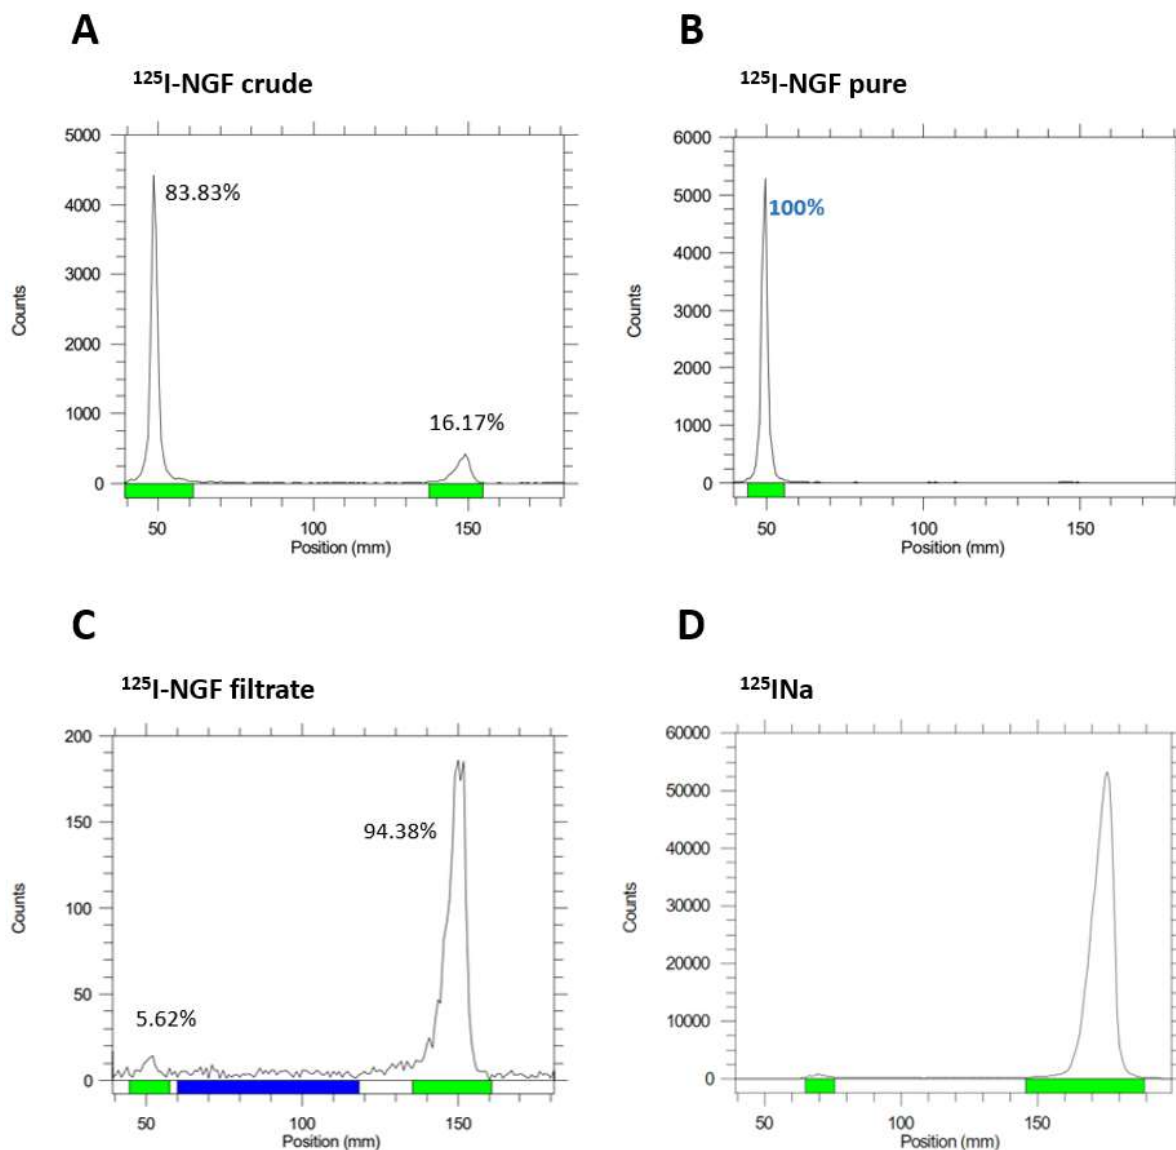 A
¹²⁵I-NGF crude
5000
4000
3000
2000
1000
0
Counts
83.83%
16.17%
50
100
150
Position (mm)
B
¹²⁵I-NGF pure
6000
5000
4000
3000
2000
1000
0
Counts
100%
50
100
150
Position (mm)
C
¹²⁵I-NGF filtrate
200
150
100
50
0
Counts
94.38%
5.62%
50
100
150
Position (mm)
D
¹²⁵INa
60000
50000
40000
30000
20000
10000
0
Counts
50
100
150
Position (mm)